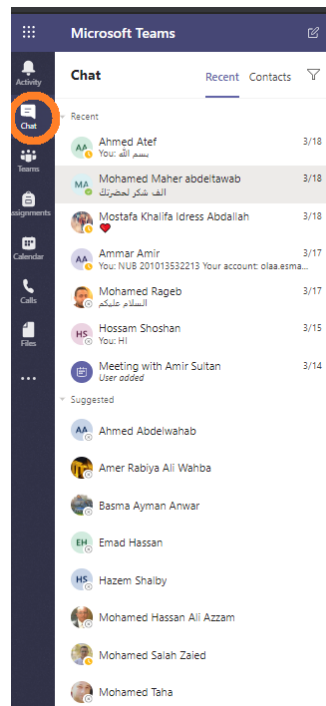 Microsoft Teams
Activity
Chat
Teams
Assignments
Calendar
Calls
Files
Chat
Recent Contacts
Recent
AA Ahmed Atef 3/18
You: بسم الله
MA Mohamed Maher abdeltawab 3/18
الف شكر لحضرتك
Mostafa Khalifa Idress Abdallah 3/18
❤
AA Ammar Amir 3/17
You: NUB 201013532213 Your account: olaa.esma...
Mohamed Rageb 3/17
السلام عليكم
HS Hossam Shoshan 3/15
You: HI
Meeting with Amir Sultan 3/14
User added
Suggested
AA Ahmed Abdelwahab
Amer Rabiya Ali Wahba
Basma Ayman Anwar
EH Emad Hassan
HS Hazem Shalby
Mohamed Hassan Ali Azzam
Mohamed Salah Zaied
Mohamed Taha